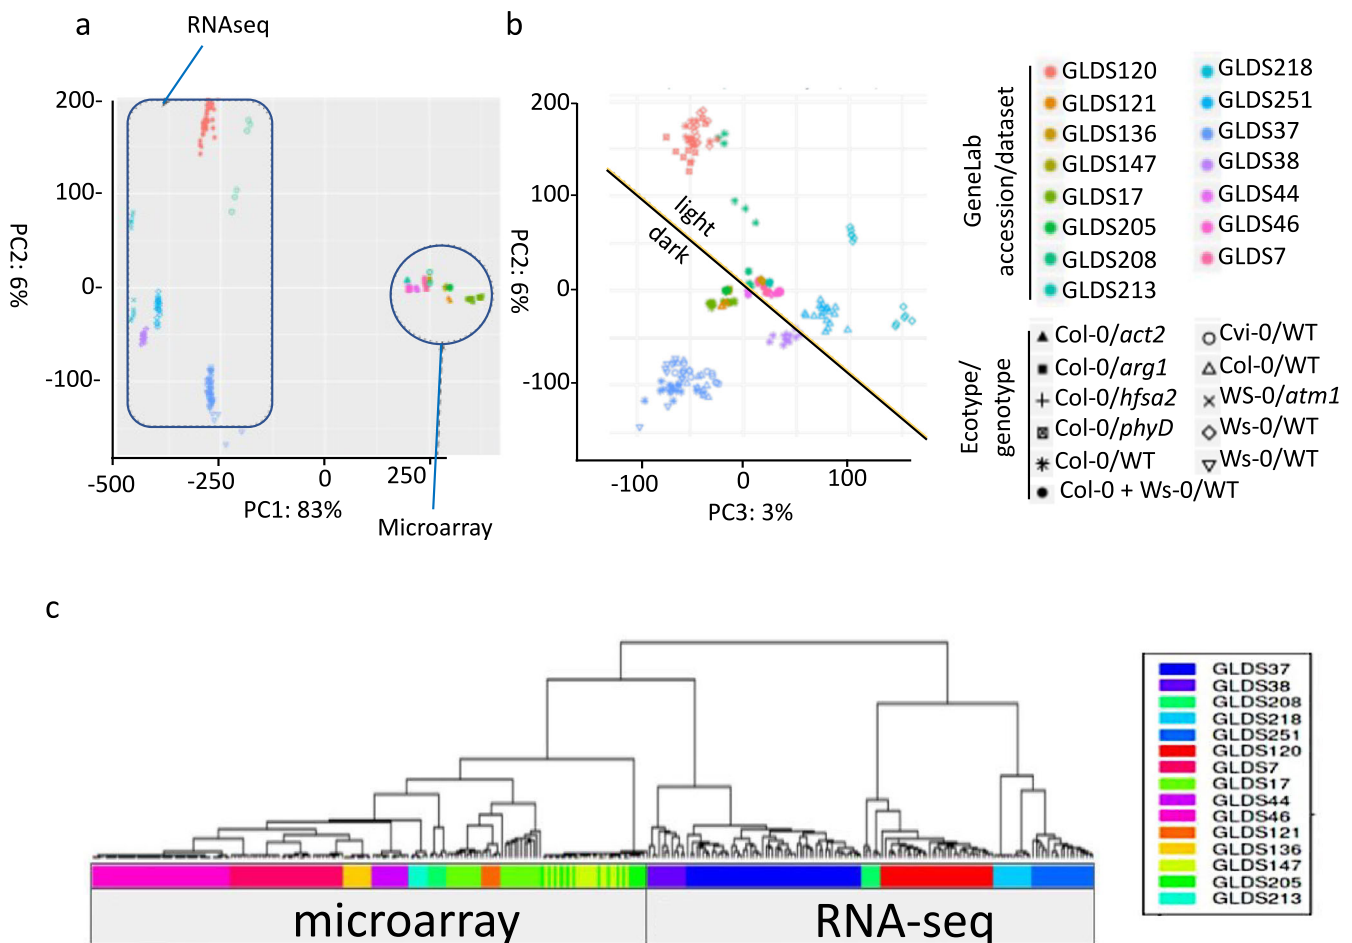 a
RNAseq
200-
100-
0-
-100-
PC2: 6%
-500
-250
0
250
PC1: 83%
Microarray
b
200
100
0
-100
PC2: 6%
light
dark
-100
0
100
PC3: 3%
GeneLab
accession/dataset
GLDS120
GLDS121
GLDS136
GLDS147
GLDS17
GLDS205
GLDS208
GLDS213
GLDS218
GLDS251
GLDS37
GLDS38
GLDS44
GLDS46
GLDS7
Ecotype/
genotype
Col-0/act2
Col-0/arg1
Col-0/hfsa2
Col-0/phyD
Col-0/WT
Col-0 + Ws-0/WT
Cvi-0/WT
Col-0/WT
WS-0/atm1
Ws-0/WT
Ws-0/WT
c
GLDS37
GLDS38
GLDS208
GLDS218
GLDS251
GLDS120
GLDS7
GLDS17
GLDS44
GLDS46
GLDS121
GLDS136
GLDS147
GLDS205
GLDS213
microarray
RNA-seq